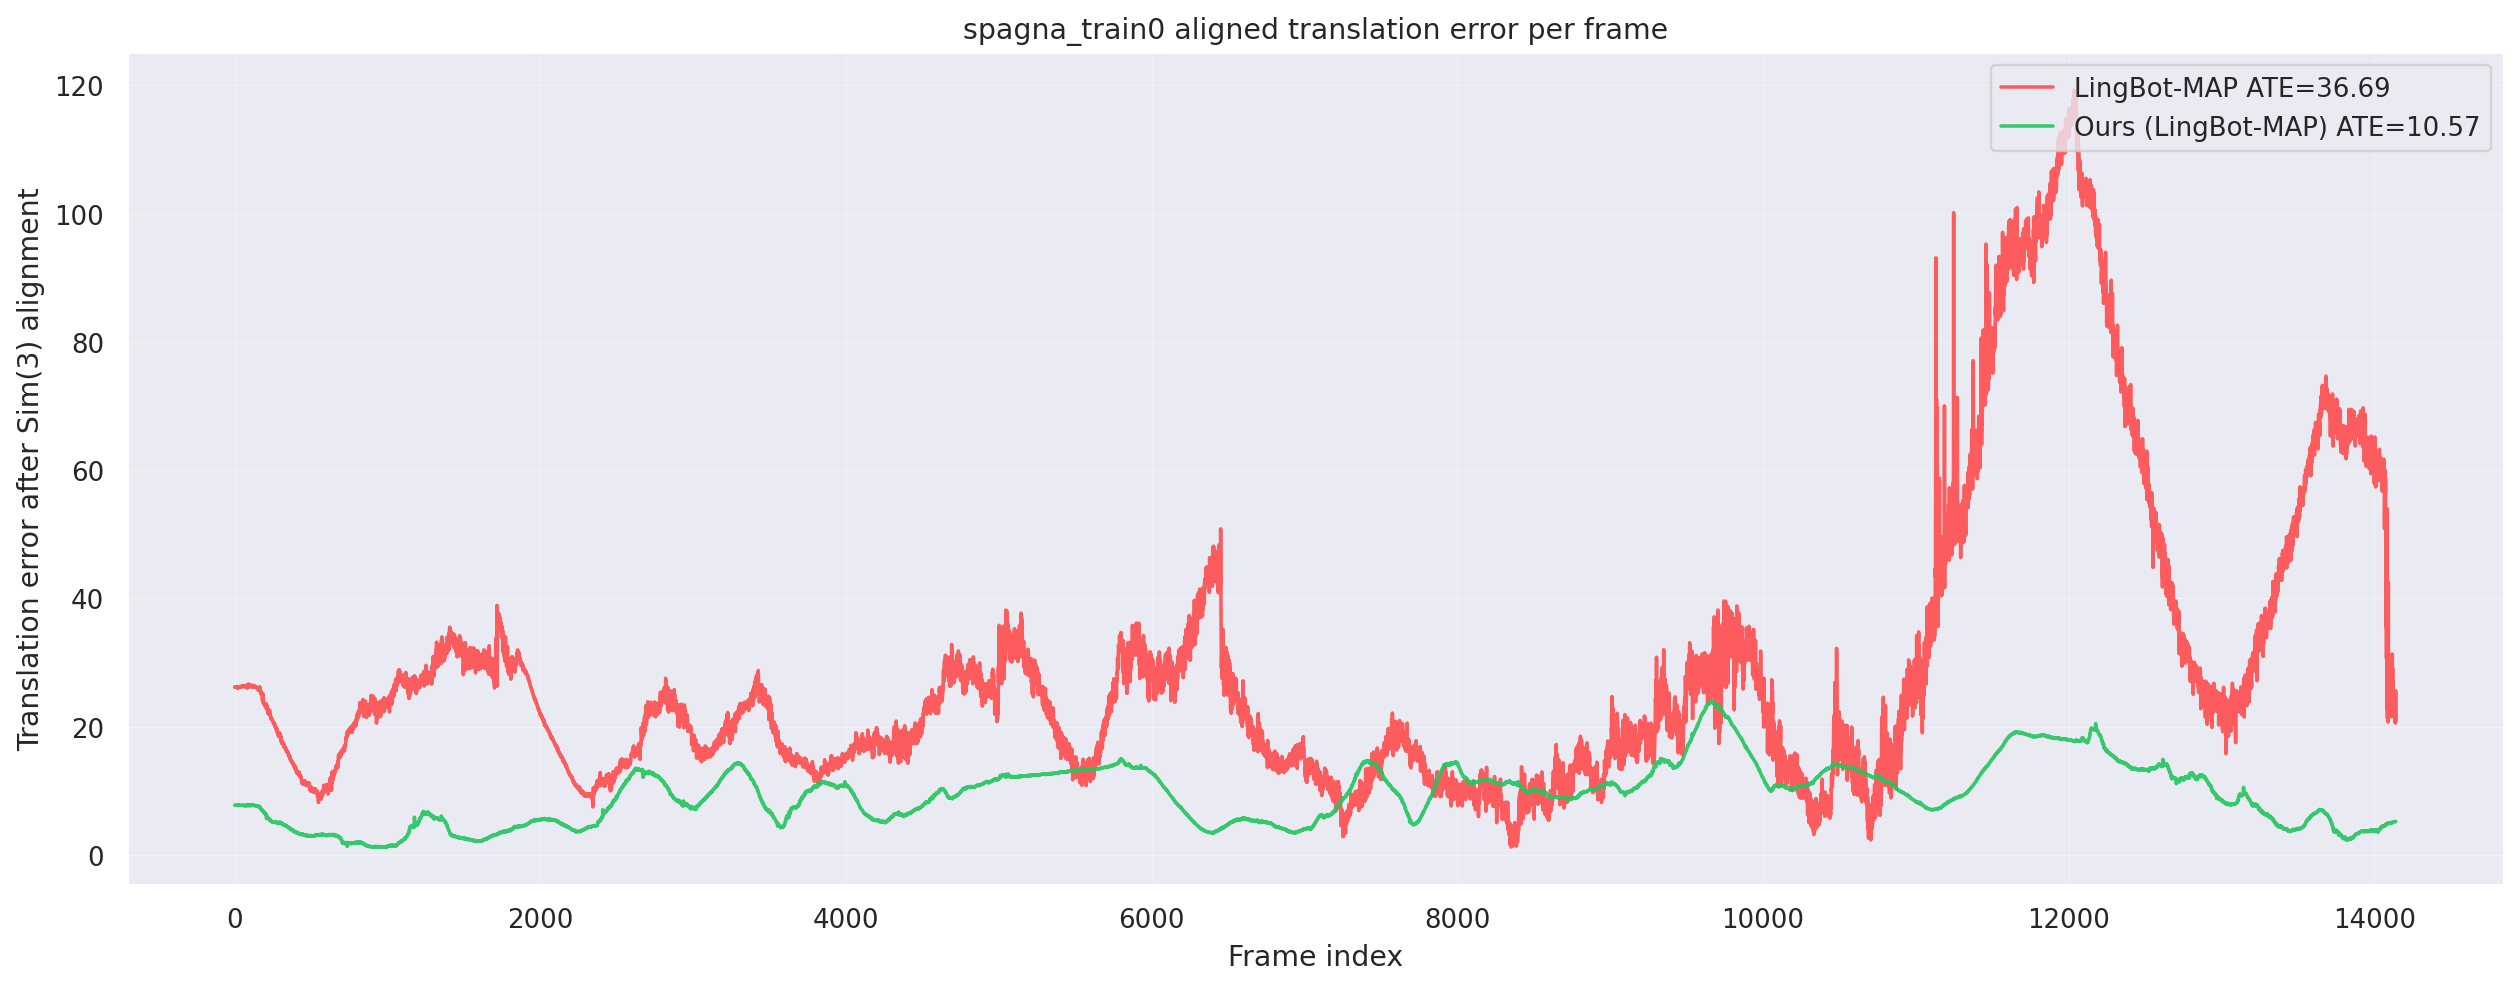 spagna_train0 aligned translation error per frame
LingBot-MAP ATE=36.69
Ours (LingBot-MAP) ATE=10.57
Translation error after Sim(3) alignment
120
100
80
60
40
20
0
0 2000 4000 6000 8000 10000 12000 14000
Frame index